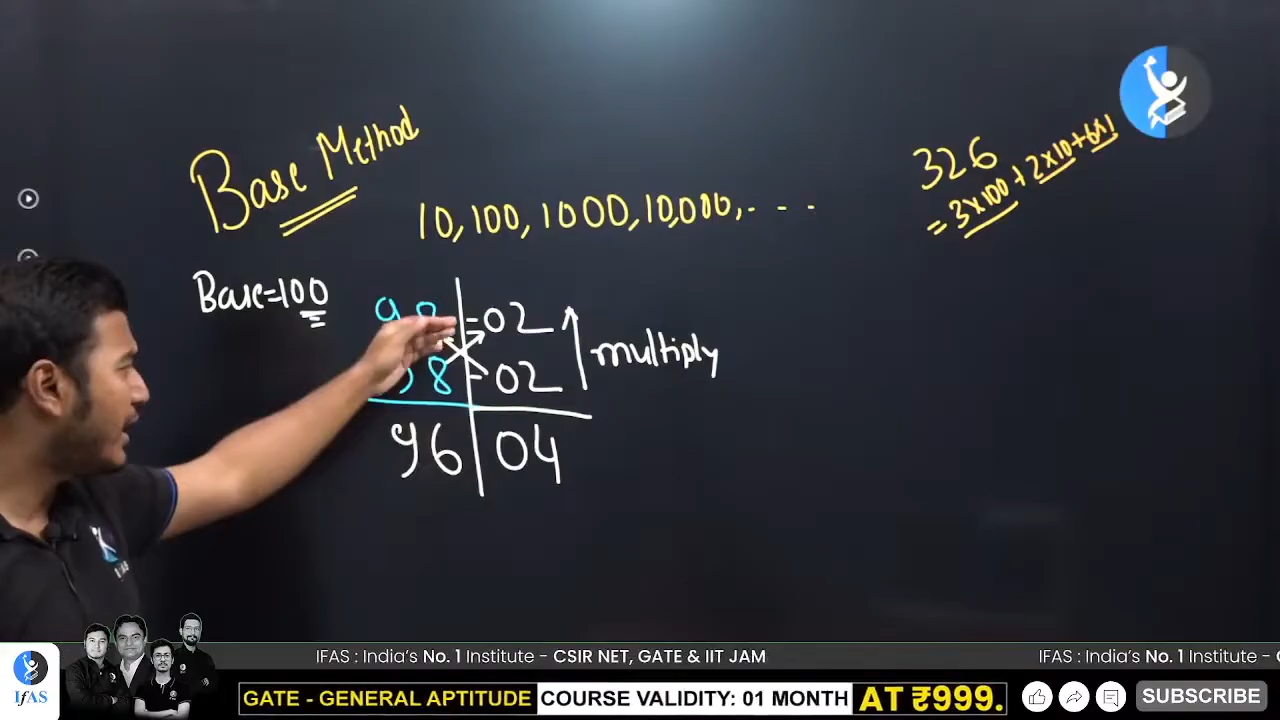 Base Method
326
= 3×100 + 2×10 + 6×1
10, 100, 1000, 10,000, - - -
Base=100
98 | -02
98 | -02
multiply
96 | 04
IFAS
IFAS : India's No. 1 Institute - CSIR NET, GATE & IIT JAM
IFAS : India's No. 1 Institute -
GATE - GENERAL APTITUDE COURSE VALIDITY: 01 MONTH AT ₹999.
SUBSCRIBE